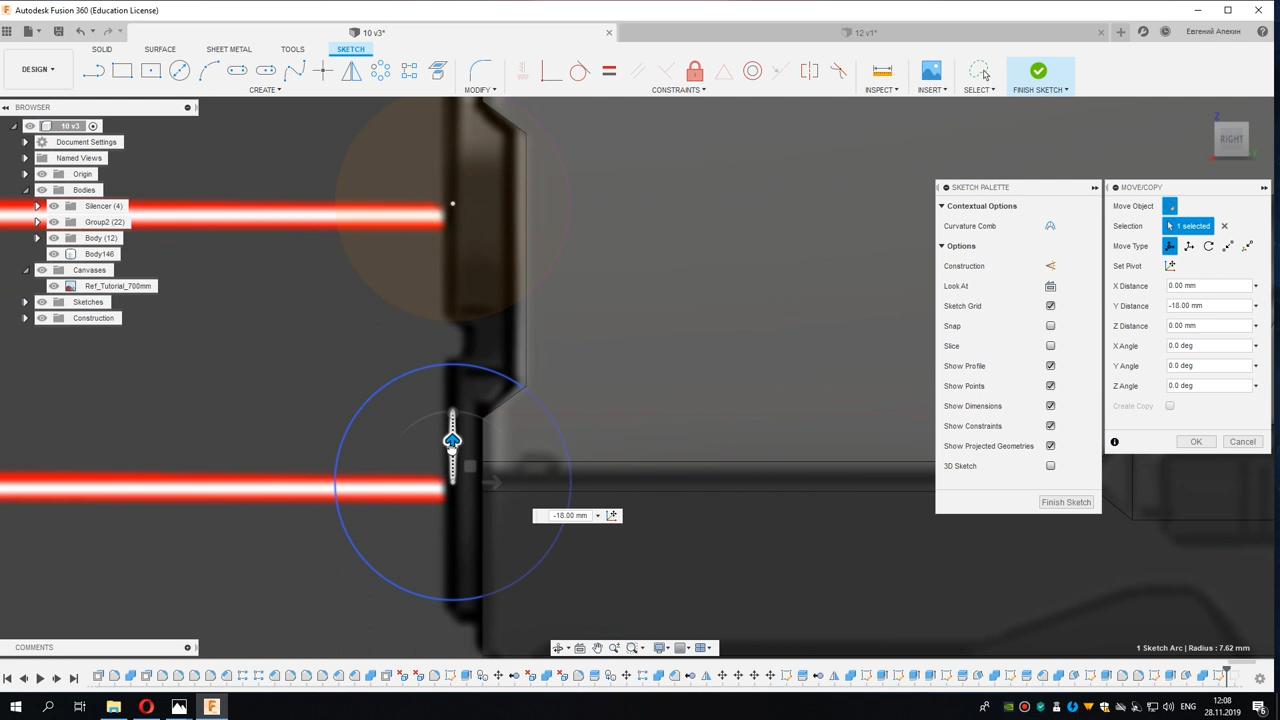 Autodesk Fusion 360 (Education License)
10 v3*
12 v1*
Евгений Апекин
DESIGN
SOLID
SURFACE
SHEET METAL
TOOLS
SKETCH
CREATE
MODIFY
CONSTRAINTS
INSPECT
INSERT
SELECT
FINISH SKETCH
BROWSER
10 v3
Document Settings
Named Views
Origin
Bodies
Silencer (4)
Group2 (22)
Body (12)
Body146
Canvases
Ref_Tutorial_700mm
Sketches
Construction
Z
RIGHT
Y
SKETCH PALETTE
Contextual Options
Curvature Comb
Options
Construction
Look At
Sketch Grid
Snap
Slice
Show Profile
Show Points
Show Dimensions
Show Constraints
Show Projected Geometries
3D Sketch
Finish Sketch
MOVE/COPY
Move Object
Selection
1 selected
Move Type
Set Pivot
X Distance 0.00 mm
Y Distance -18.00 mm
Z Distance 0.00 mm
X Angle 0.0 deg
Y Angle 0.0 deg
Z Angle 0.0 deg
Create Copy
OK
Cancel
-18.00 mm
COMMENTS
1 Sketch Arc | Radius : 7.62 mm
ENG
12:08
28.11.2019